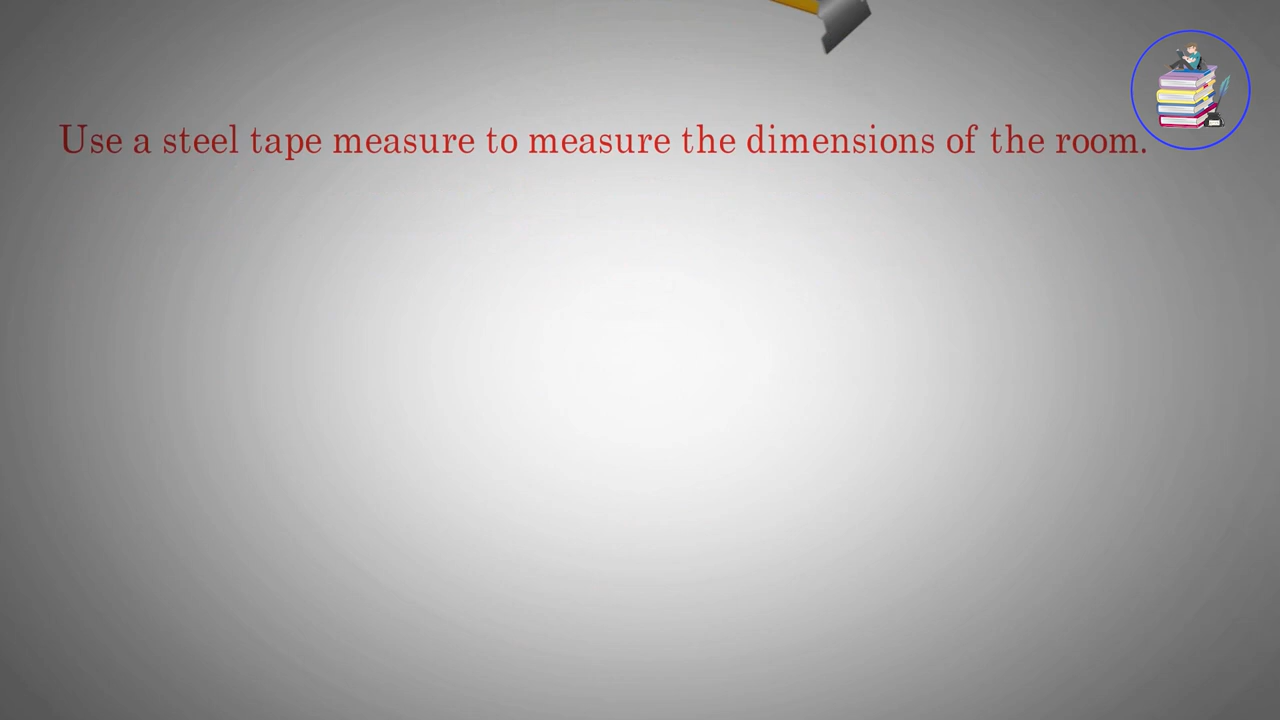 Use a steel tape measure to measure the dimensions of the room.